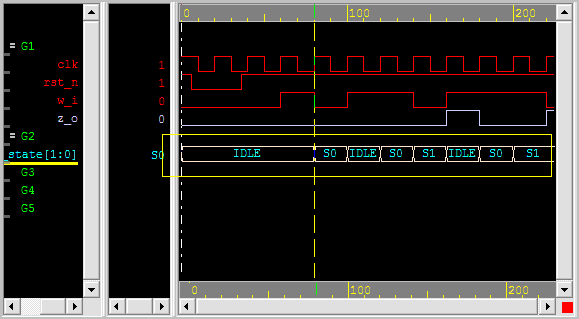 0 100 200
= G1
clk 1
rst_n 1
w_i 0
z_o 0
= G2
state[1:0] S0 IDLE S0 IDLE S0 S1 IDLE S0 S1
G3
G4
G5
0 100 200